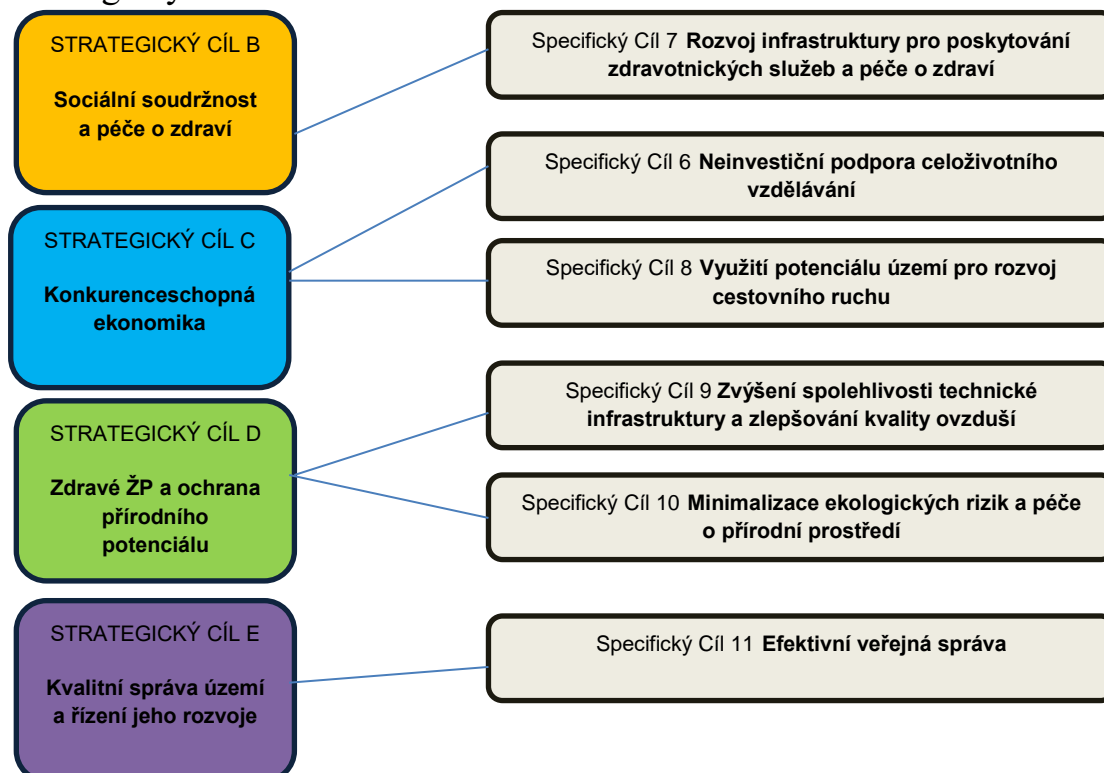 STRATEGICKÝ CÍL B
Sociální soudržnost
a péče o zdraví
Specifický Cíl 7 Rozvoj infrastruktury pro poskytování
zdravotnických služeb a péče o zdraví
STRATEGICKÝ CÍL C
Konkurenceschopná
ekonomika
Specifický Cíl 6 Neinvestiční podpora celoživotního
vzdělávání
Specifický Cíl 8 Využití potenciálu území pro rozvoj
cestovního ruchu
STRATEGICKÝ CÍL D
Zdravé ŽP a ochrana
přírodního
potenciálu
Specifický Cíl 9 Zvýšení spolehlivosti technické
infrastruktury a zlepšování kvality ovzduší
Specifický Cíl 10 Minimalizace ekologických rizik a péče
o přírodní prostředí
STRATEGICKÝ CÍL E
Kvalitní správa území
a řízení jeho rozvoje
Specifický Cíl 11 Efektivní veřejná správa